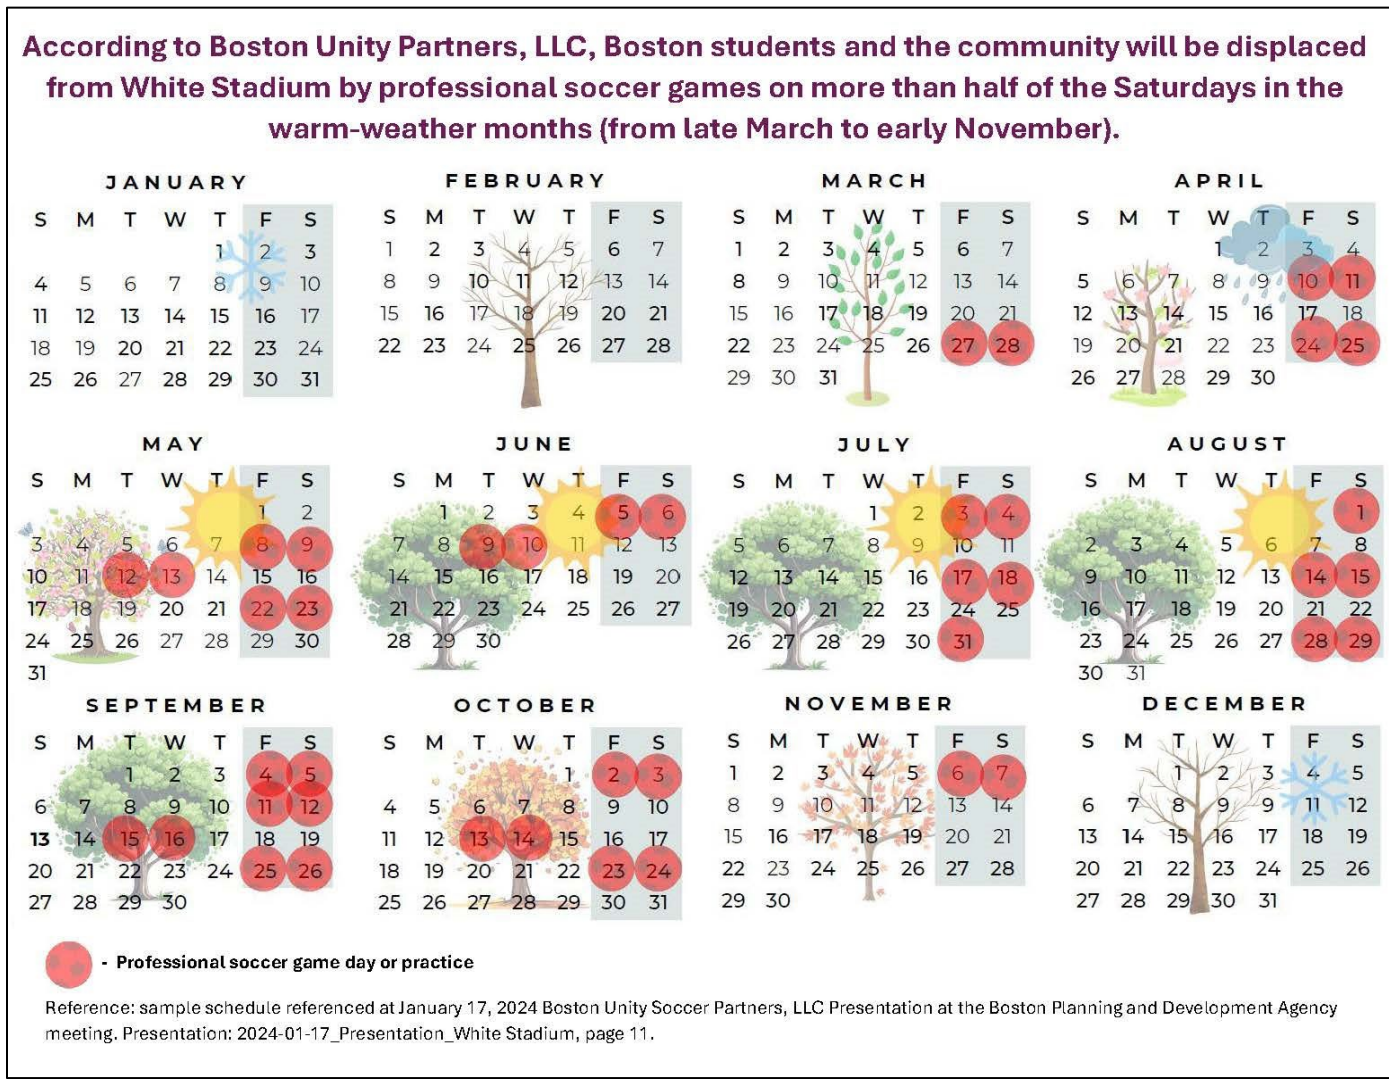 According to Boston Unity Partners, LLC, Boston students and the community will be displaced
from White Stadium by professional soccer games on more than half of the Saturdays in the
warm-weather months (from late March to early November).
JANUARY
S M T W T F S
1 2 3
4 5 6 7 8 9 10
11 12 13 14 15 16 17
18 19 20 21 22 23 24
25 26 27 28 29 30 31
FEBRUARY
S M T W T F S
1 2 3 4 5 6 7
8 9 10 11 12 13 14
15 16 17 18 19 20 21
22 23 24 25 26 27 28
MARCH
S M T W T F S
1 2 3 4 5 6 7
8 9 10 11 12 13 14
15 16 17 18 19 20 21
22 23 24 25 26 27 28
29 30 31
APRIL
S M T W T F S
1 2 3 4
5 6 7 8 9 10 11
12 13 14 15 16 17 18
19 20 21 22 23 24 25
26 27 28 29 30
MAY
S M T W T F S
1 2
3 4 5 6 7 8 9
10 11 12 13 14 15 16
17 18 19 20 21 22 23
24 25 26 27 28 29 30
31
JUNE
S M T W T F S
1 2 3 4 5 6
7 8 9 10 11 12 13
14 15 16 17 18 19 20
21 22 23 24 25 26 27
28 29 30
JULY
S M T W T F S
1 2 3 4
5 6 7 8 9 10 11
12 13 14 15 16 17 18
19 20 21 22 23 24 25
26 27 28 29 30 31
AUGUST
S M T W T F S
1
2 3 4 5 6 7 8
9 10 11 12 13 14 15
16 17 18 19 20 21 22
23 24 25 26 27 28 29
30 31
SEPTEMBER
S M T W T F S
1 2 3 4 5
6 7 8 9 10 11 12
13 14 15 16 17 18 19
20 21 22 23 24 25 26
27 28 29 30
OCTOBER
S M T W T F S
1 2 3
4 5 6 7 8 9 10
11 12 13 14 15 16 17
18 19 20 21 22 23 24
25 26 27 28 29 30 31
NOVEMBER
S M T W T F S
1 2 3 4 5 6 7
8 9 10 11 12 13 14
15 16 17 18 19 20 21
22 23 24 25 26 27 28
29 30
DECEMBER
S M T W T F S
1 2 3 4 5
6 7 8 9 9 11 12
13 14 15 16 17 18 19
20 21 22 23 24 25 26
27 28 29 30 31
- Professional soccer game day or practice
Reference: sample schedule referenced at January 17, 2024 Boston Unity Soccer Partners, LLC Presentation at the Boston Planning and Development Agency
meeting. Presentation: 2024-01-17_Presentation_White Stadium, page 11.